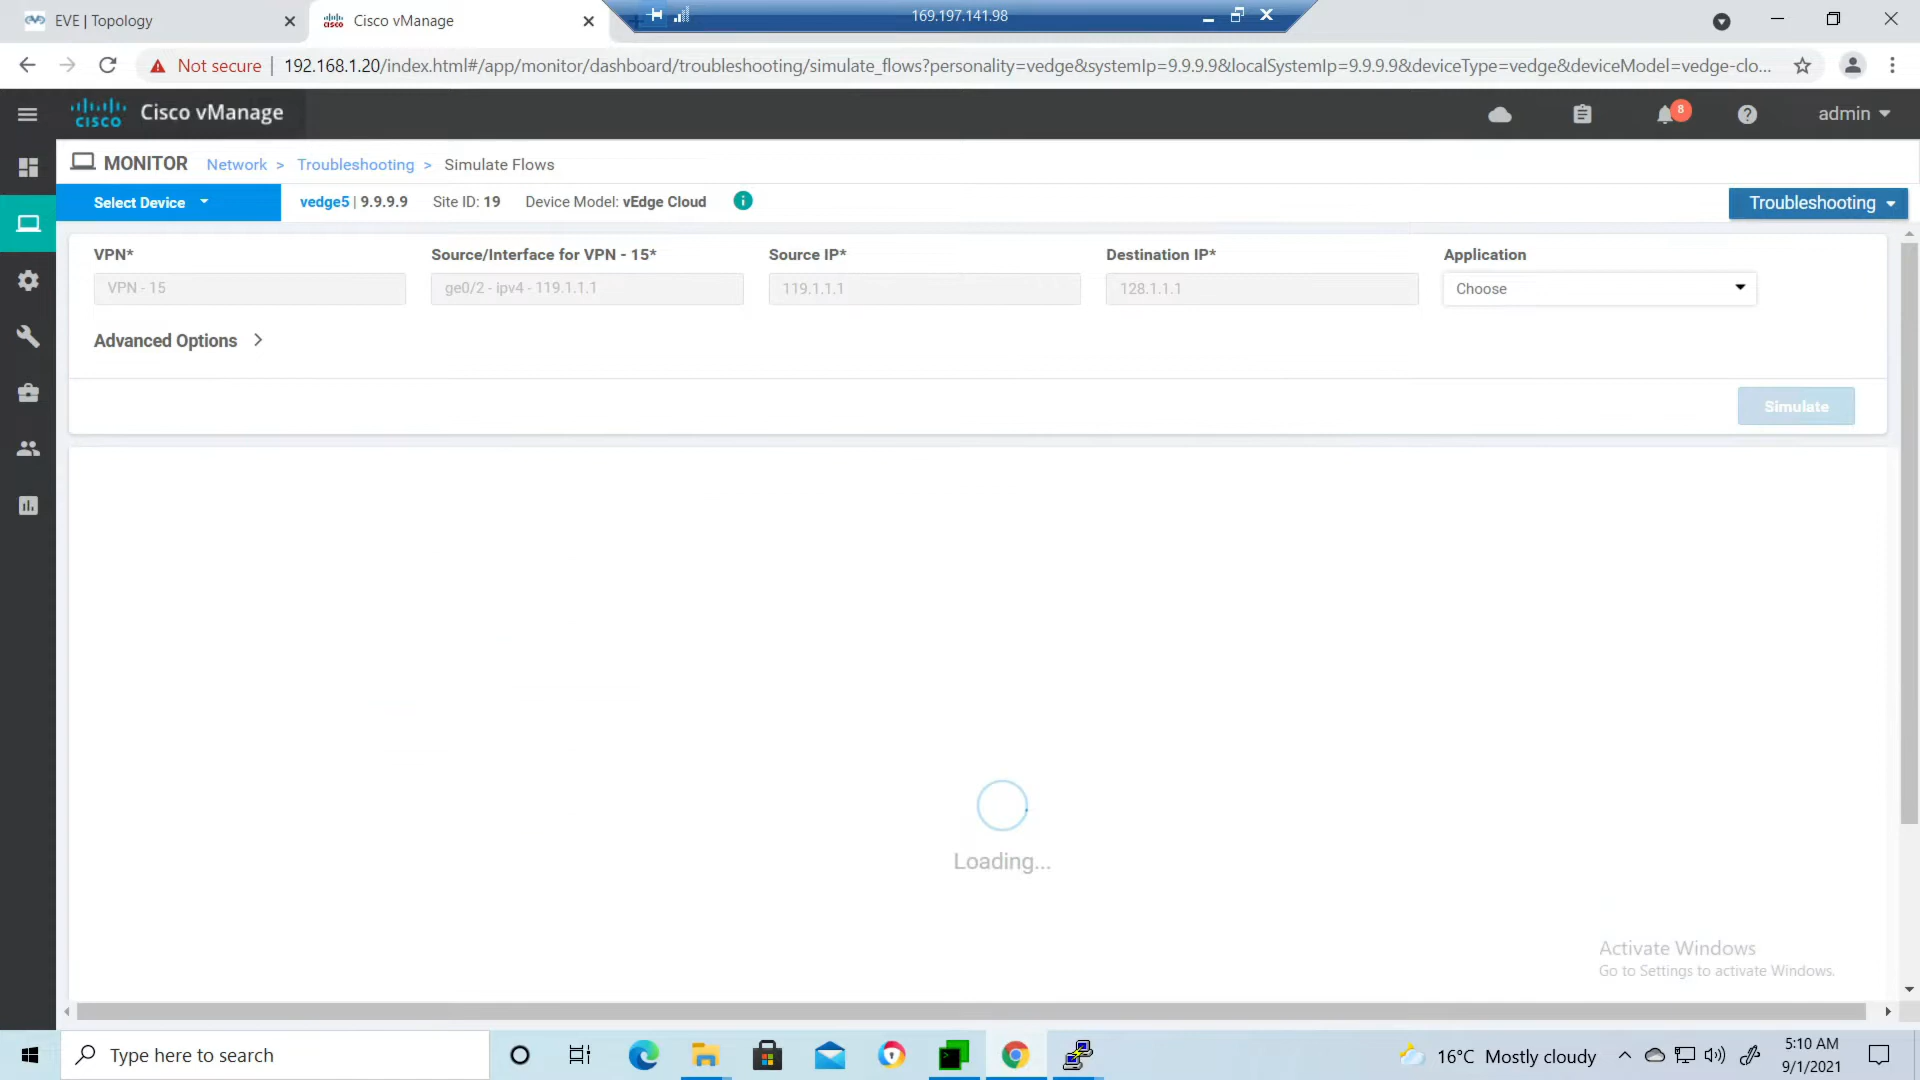 EVE | Topology
Cisco vManage
169.197.141.98
Not secure
192.168.1.20/index.html#/app/monitor/dashboard/troubleshooting/simulate_flows?personality=vedge&systemIp=9.9.9.9&localSystemIp=9.9.9.9&deviceType=vedge&deviceModel=vedge-clo...
cisco
Cisco vManage
8
admin
MONITOR
Network > Troubleshooting > Simulate Flows
Select Device
vedge5 | 9.9.9.9
Site ID: 19
Device Model: vEdge Cloud
Troubleshooting
VPN*
Source/Interface for VPN - 15*
Source IP*
Destination IP*
Application
VPN - 15
ge0/2 - ipv4 - 119.1.1.1
119.1.1.1
128.1.1.1
Choose
Advanced Options
Simulate
Loading...
Activate Windows
Go to Settings to activate Windows.
Type here to search
16°C Mostly cloudy
5:10 AM
9/1/2021